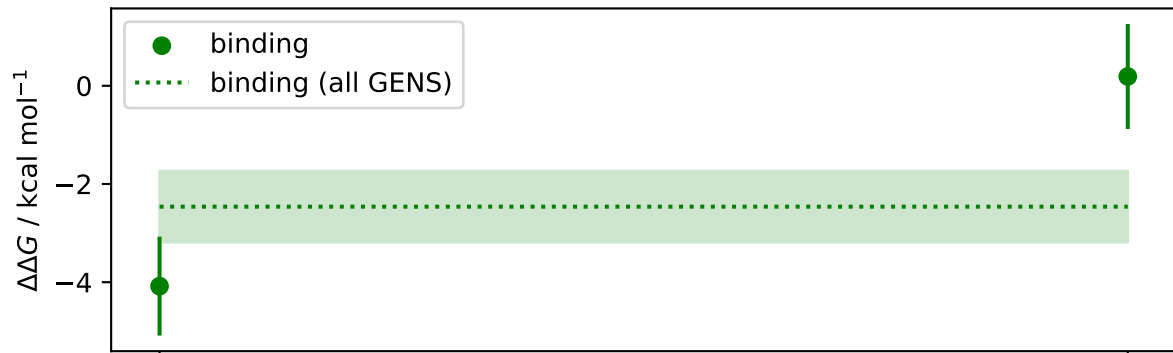 binding
binding (all GENS)
ΔΔG / kcal mol⁻¹
0
−2
−4